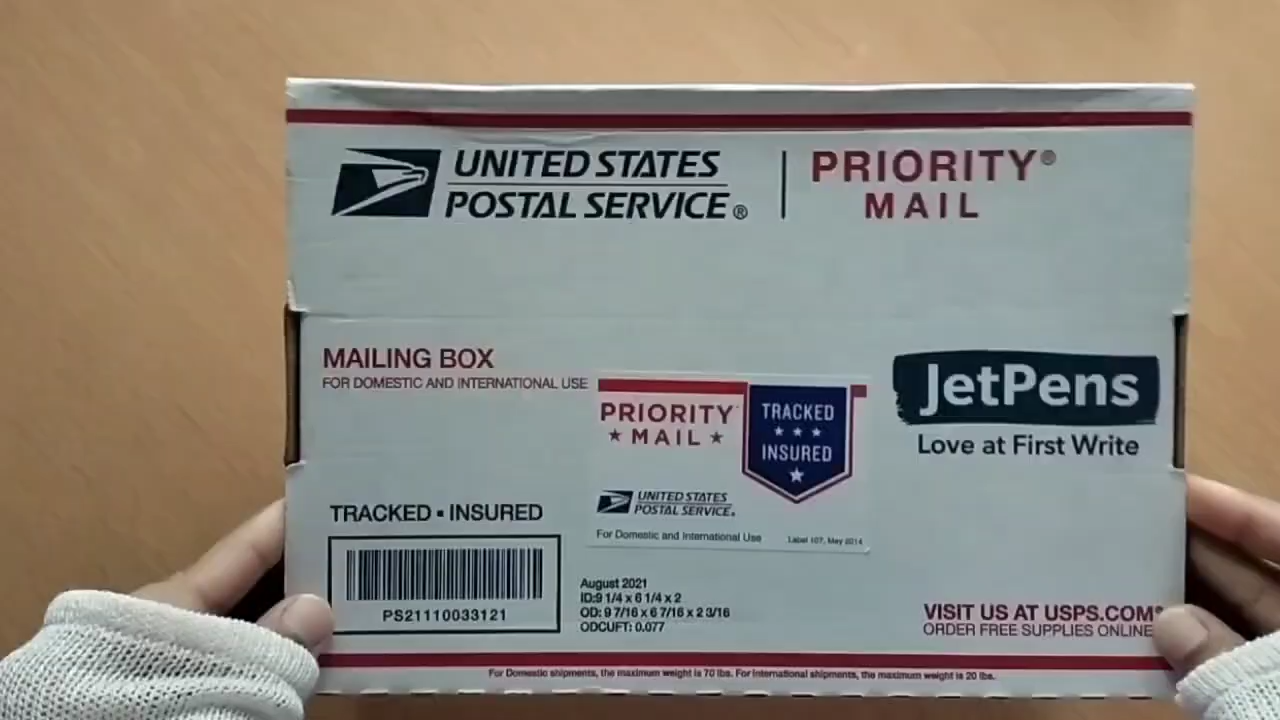 UNITED STATES
POSTAL SERVICE®
PRIORITY®
MAIL
MAILING BOX
FOR DOMESTIC AND INTERNATIONAL USE
PRIORITY
★ MAIL ★
TRACKED
★ ★ ★
INSURED
★
UNITED STATES
POSTAL SERVICE®
For Domestic and International Use
Label 107, May 2014
JetPens
Love at First Write
TRACKED ▪ INSURED
PS21110033121
August 2021
ID:9 1/4 x 6 1/4 x 2
OD: 9 7/16 x 6 7/16 x 2 3/16
ODCUFT: 0.077
VISIT US AT USPS.COM®
ORDER FREE SUPPLIES ONLINE
For Domestic shipments, the maximum weight is 70 lbs. For international shipments, the maximum weight is 20 lbs.